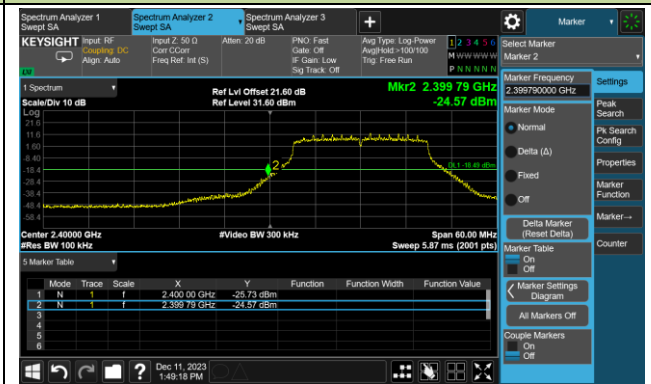 Spectrum Analyzer 1
Swept SA
Spectrum Analyzer 2
Swept SA
Spectrum Analyzer 3
Swept SA
Marker
KEYSIGHT
Input: RF
Coupling: DC
Align: Auto
Input Z: 50 Ω
Corr CCorr
Freq Ref: Int (S)
Atten: 20 dB
PNO: Fast
Gate: Off
IF Gain: Low
Sig Track: Off
Avg Type: Log-Power
Avg|Hold:>100/100
Trig: Free Run
1 2 3 4 5 6
M W W W W W
P N N N N N
Select Marker
Marker 2
1 Spectrum
Scale/Div 10 dB
Log
Ref Lvl Offset 21.60 dB
Ref Level 31.60 dBm
Mkr2 2.399 79 GHz
-24.57 dBm
21.6
11.6
1.60
-8.40
-18.4
-28.4
-38.4
-48.4
-58.4
2
DL1 -18.49 dBm
Center 2.40000 GHz
#Res BW 100 kHz
#Video BW 300 kHz
Span 60.00 MHz
Sweep 5.87 ms (2001 pts)
5 Marker Table
Mode Trace Scale X Y Function Function Width Function Value
1 N 1 f 2.400 00 GHz -25.73 dBm
2 N 1 f 2.399 79 GHz -24.57 dBm
3
4
5
6
Marker Frequency
2.399790000 GHz
Marker Mode
Normal
Delta (Δ)
Fixed
Off
Delta Marker
(Reset Delta)
Marker Table
On
Off
Marker Settings
Diagram
All Markers Off
Couple Markers
On
Off
Settings
Peak
Search
Pk Search
Config
Properties
Marker
Function
Marker→
Counter
Dec 11, 2023
1:49:18 PM